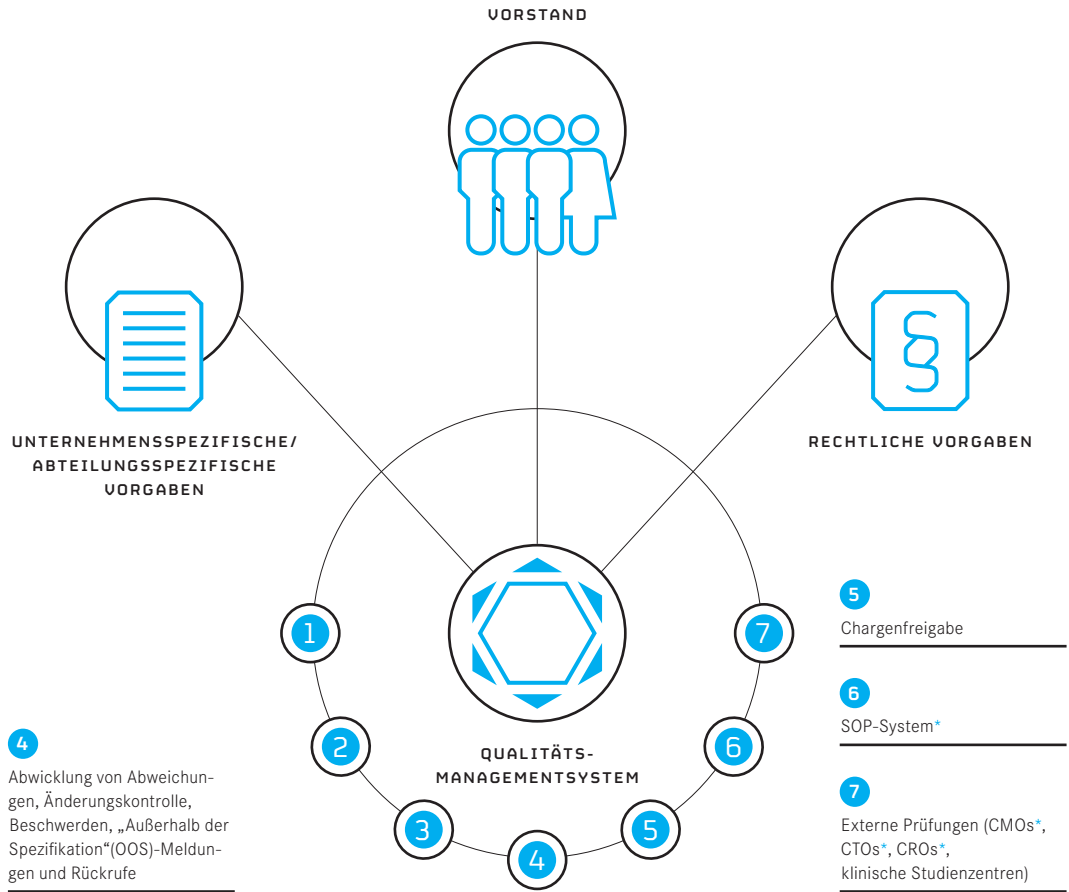 VORSTAND
UNTERNEHMENSSPEZIFISCHE/
ABTEILUNGSSPEZIFISCHE
VORGABEN
RECHTLICHE VORGABEN
§
QUALITÄTS-
MANAGEMENTSYSTEM
1
2
3
4
5
6
7
4
Abwicklung von Abweichun-
gen, Änderungskontrolle,
Beschwerden, „Außerhalb der
Spezifikation“(OOS)-Meldun-
gen und Rückrufe
5
Chargenfreigabe
6
SOP-System*
7
Externe Prüfungen (CMOs*,
CTOs*, CROs*,
klinische Studienzentren)